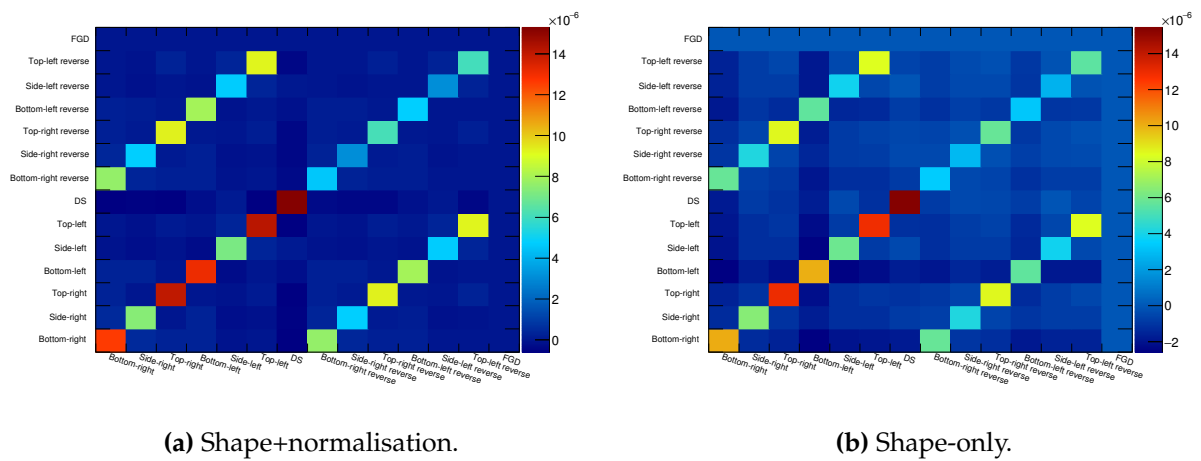 ×10⁻⁶
FGD
Top-left reverse
Side-left reverse
Bottom-left reverse
Top-right reverse
Side-right reverse
Bottom-right reverse
DS
Top-left
Side-left
Bottom-left
Top-right
Side-right
Bottom-right
14
12
10
8
6
4
2
0
Bottom-right
Side-right
Top-right
Bottom-left
Side-left
Top-left
DS
Bottom-right reverse
Side-right reverse
Top-right reverse
Bottom-left reverse
Side-left reverse
Top-left reverse
FGD
(a) Shape+normalisation.
×10⁻⁶
FGD
Top-left reverse
Side-left reverse
Bottom-left reverse
Top-right reverse
Side-right reverse
Bottom-right reverse
DS
Top-left
Side-left
Bottom-left
Top-right
Side-right
Bottom-right
14
12
10
8
6
4
2
0
−2
Bottom-right
Side-right
Top-right
Bottom-left
Side-left
Top-left
DS
Bottom-right reverse
Side-right reverse
Top-right reverse
Bottom-left reverse
Side-left reverse
Top-left reverse
FGD
(b) Shape-only.